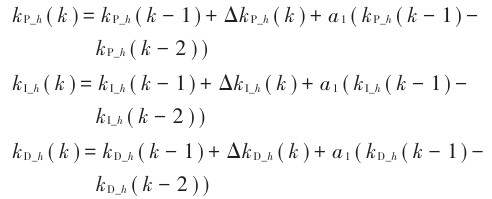 k_{P_h}(k) = k_{P_h}(k − 1) + Δk_{P_h}(k) + a_1(k_{P_h}(k − 1) −
k_{P_h}(k − 2))
k_{I_h}(k) = k_{I_h}(k − 1) + Δk_{I_h}(k) + a_1(k_{I_h}(k − 1) −
k_{I_h}(k − 2))
k_{D_h}(k) = k_{D_h}(k − 1) + Δk_{D_h}(k) + a_1(k_{D_h}(k − 1) −
k_{D_h}(k − 2))